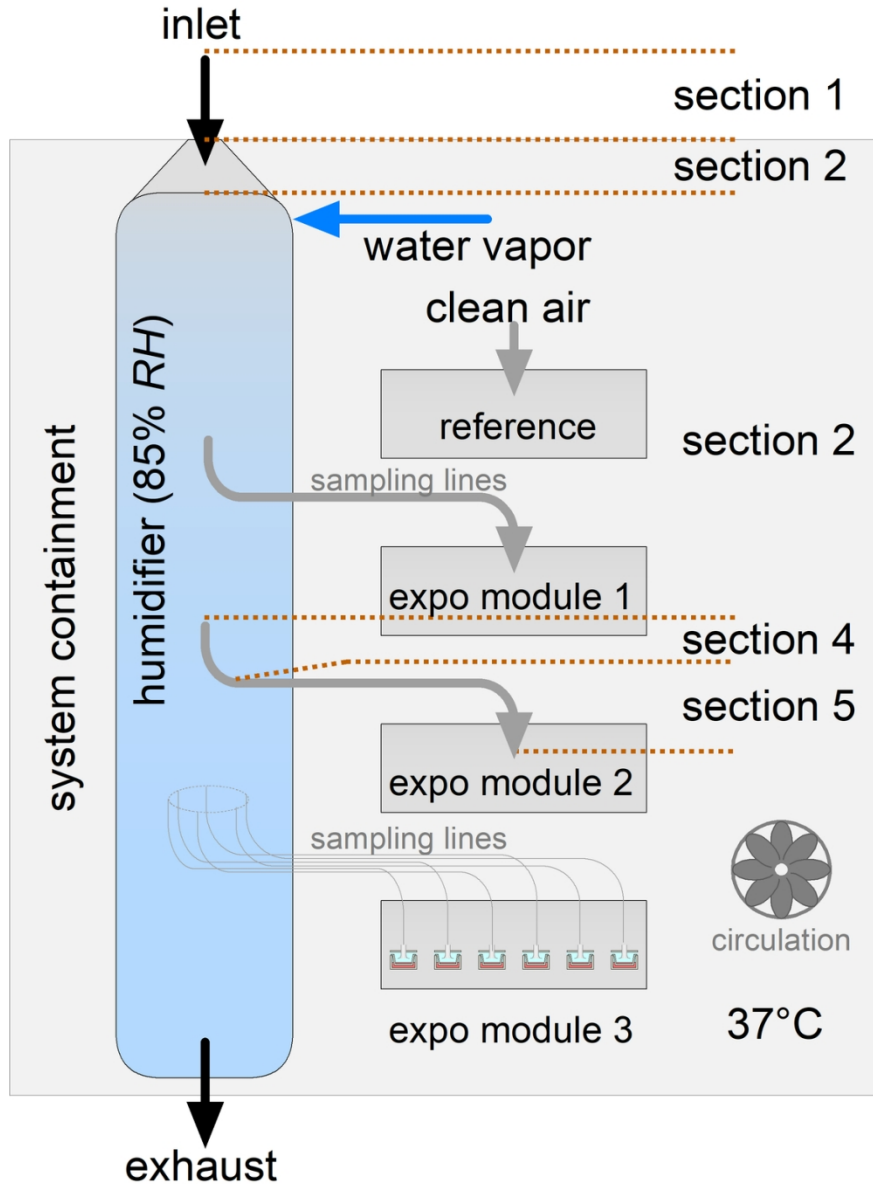 inlet
section 1
section 2
water vapor
clean air
reference
section 2
sampling lines
expo module 1
section 4
section 5
expo module 2
sampling lines
circulation
expo module 3
37°C
system containment
humidifier (85% RH)
exhaust